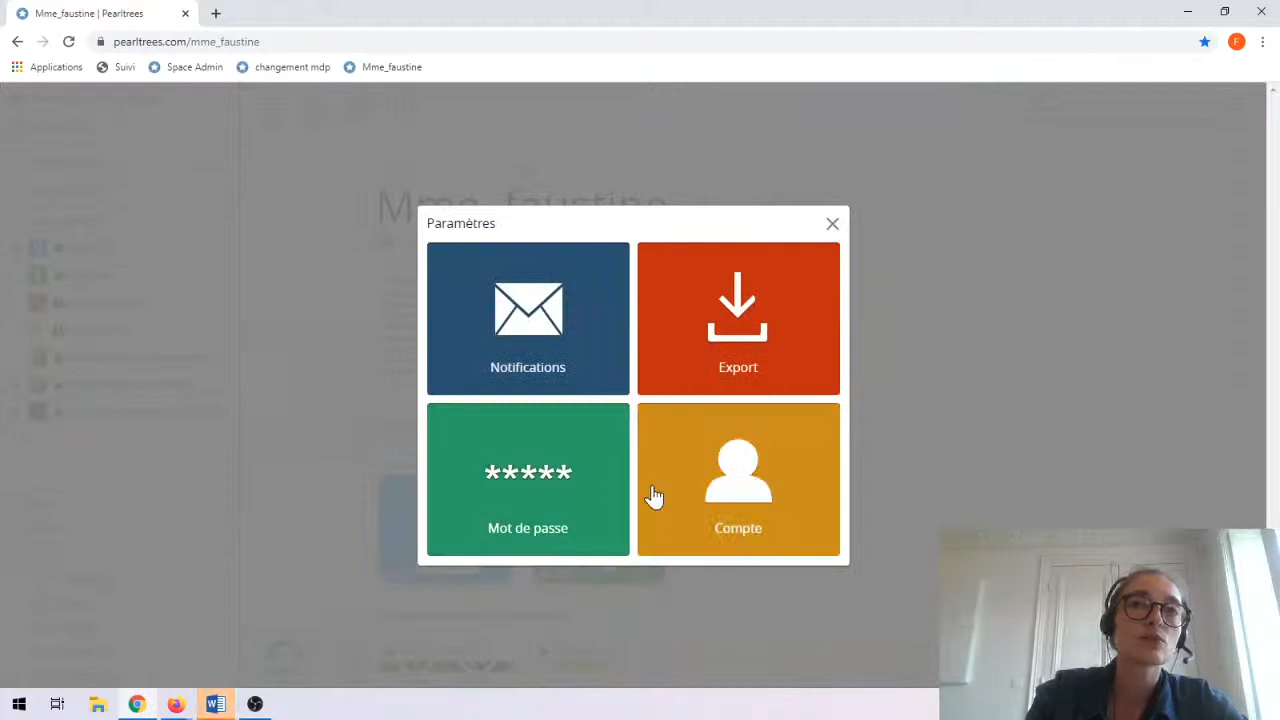 Mme_faustine | Pearltrees
pearltrees.com/mme_faustine
F
Applications
Suivi
Space Admin
changement mdp
Mme_faustine
Mme_faustine
Paramètres
Notifications
Export
*****
Mot de passe
Compte